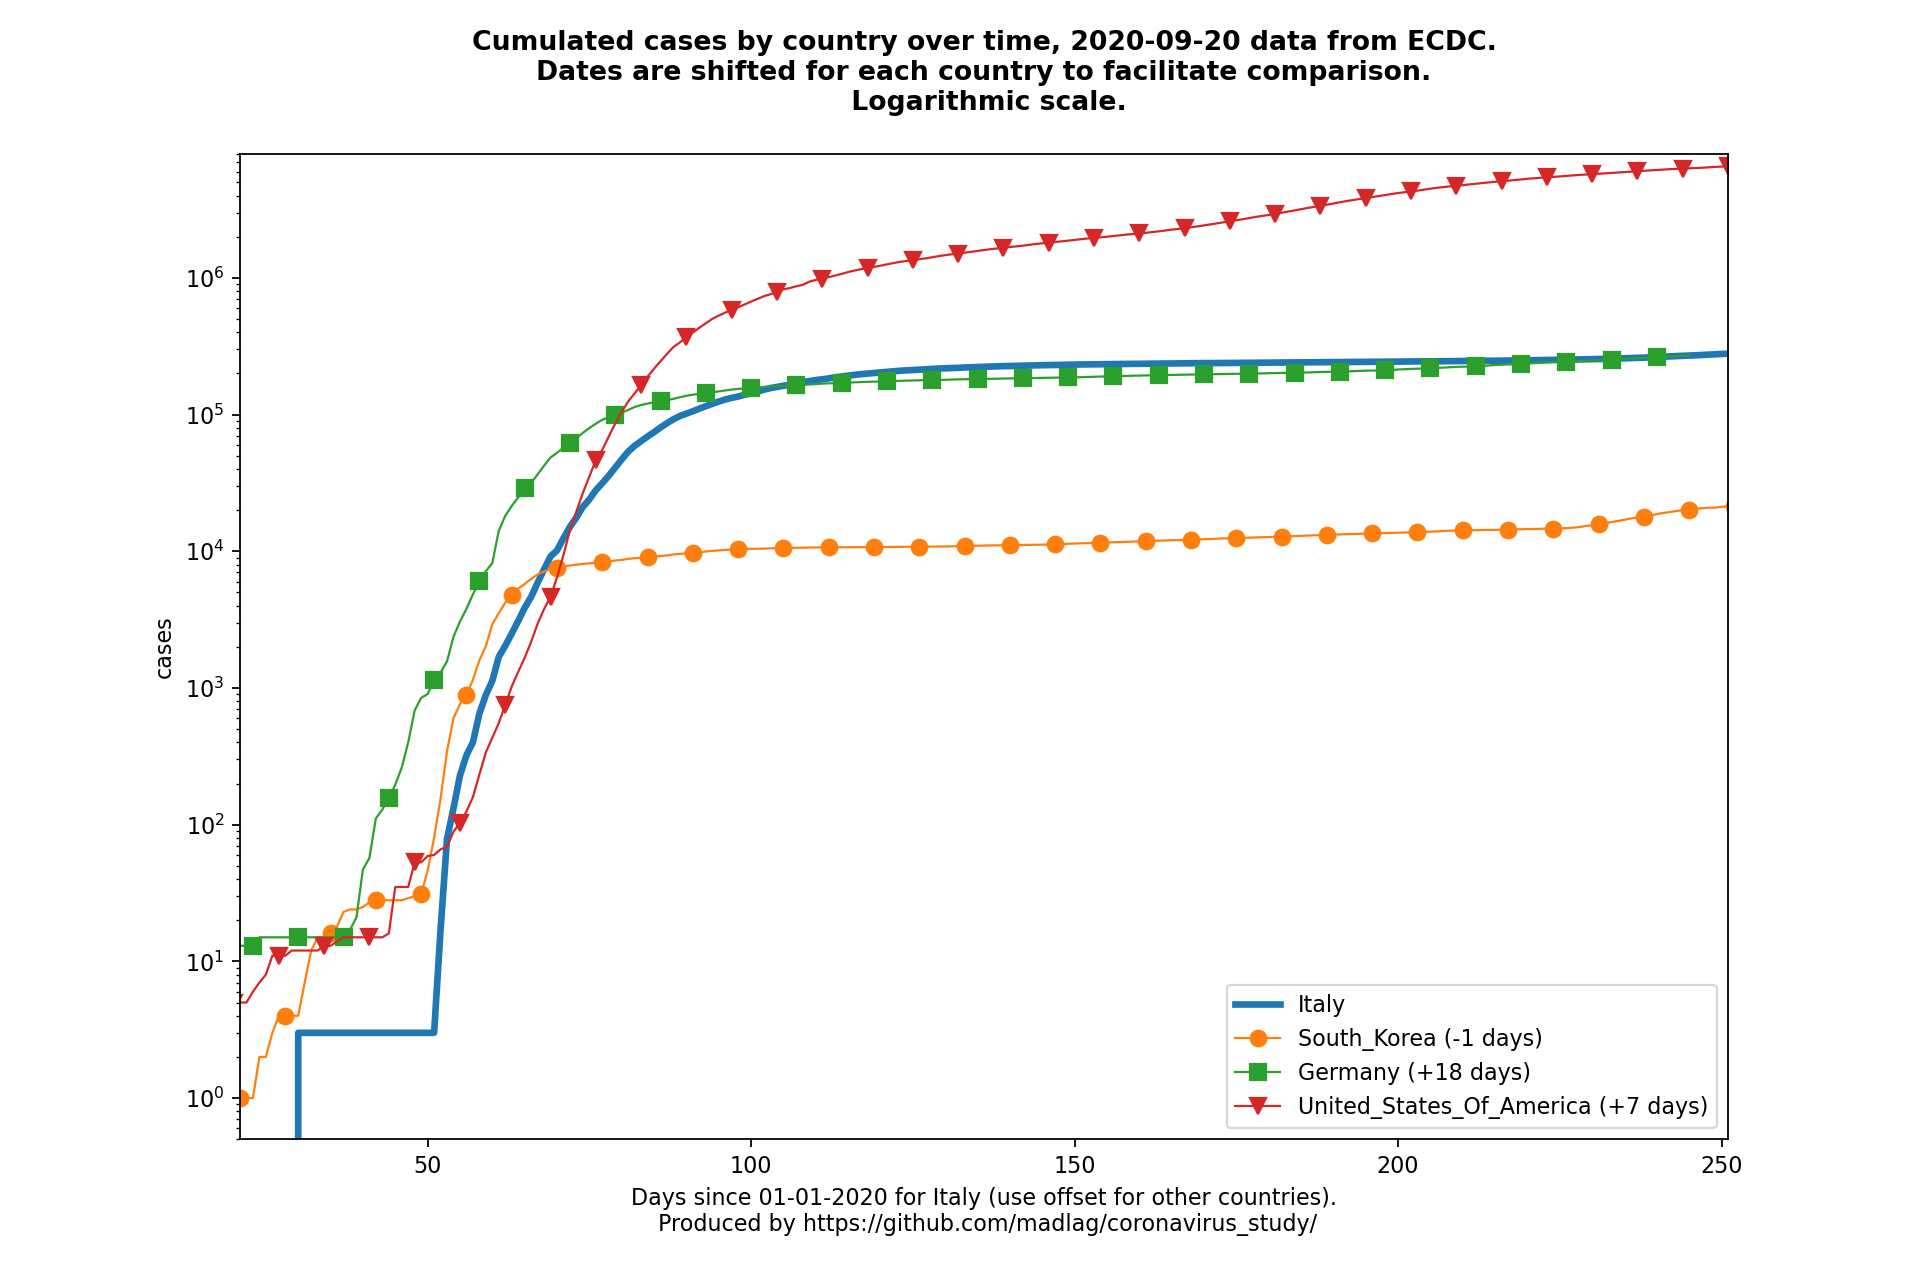 Cumulated cases by country over time, 2020-09-20 data from ECDC.
Dates are shifted for each country to facilitate comparison.
Logarithmic scale.
cases
10^6
10^5
10^4
10^3
10^2
10^1
10^0
50
100
150
200
250
Italy
South_Korea (-1 days)
Germany (+18 days)
United_States_Of_America (+7 days)
Days since 01-01-2020 for Italy (use offset for other countries).
Produced by https://github.com/madlag/coronavirus_study/